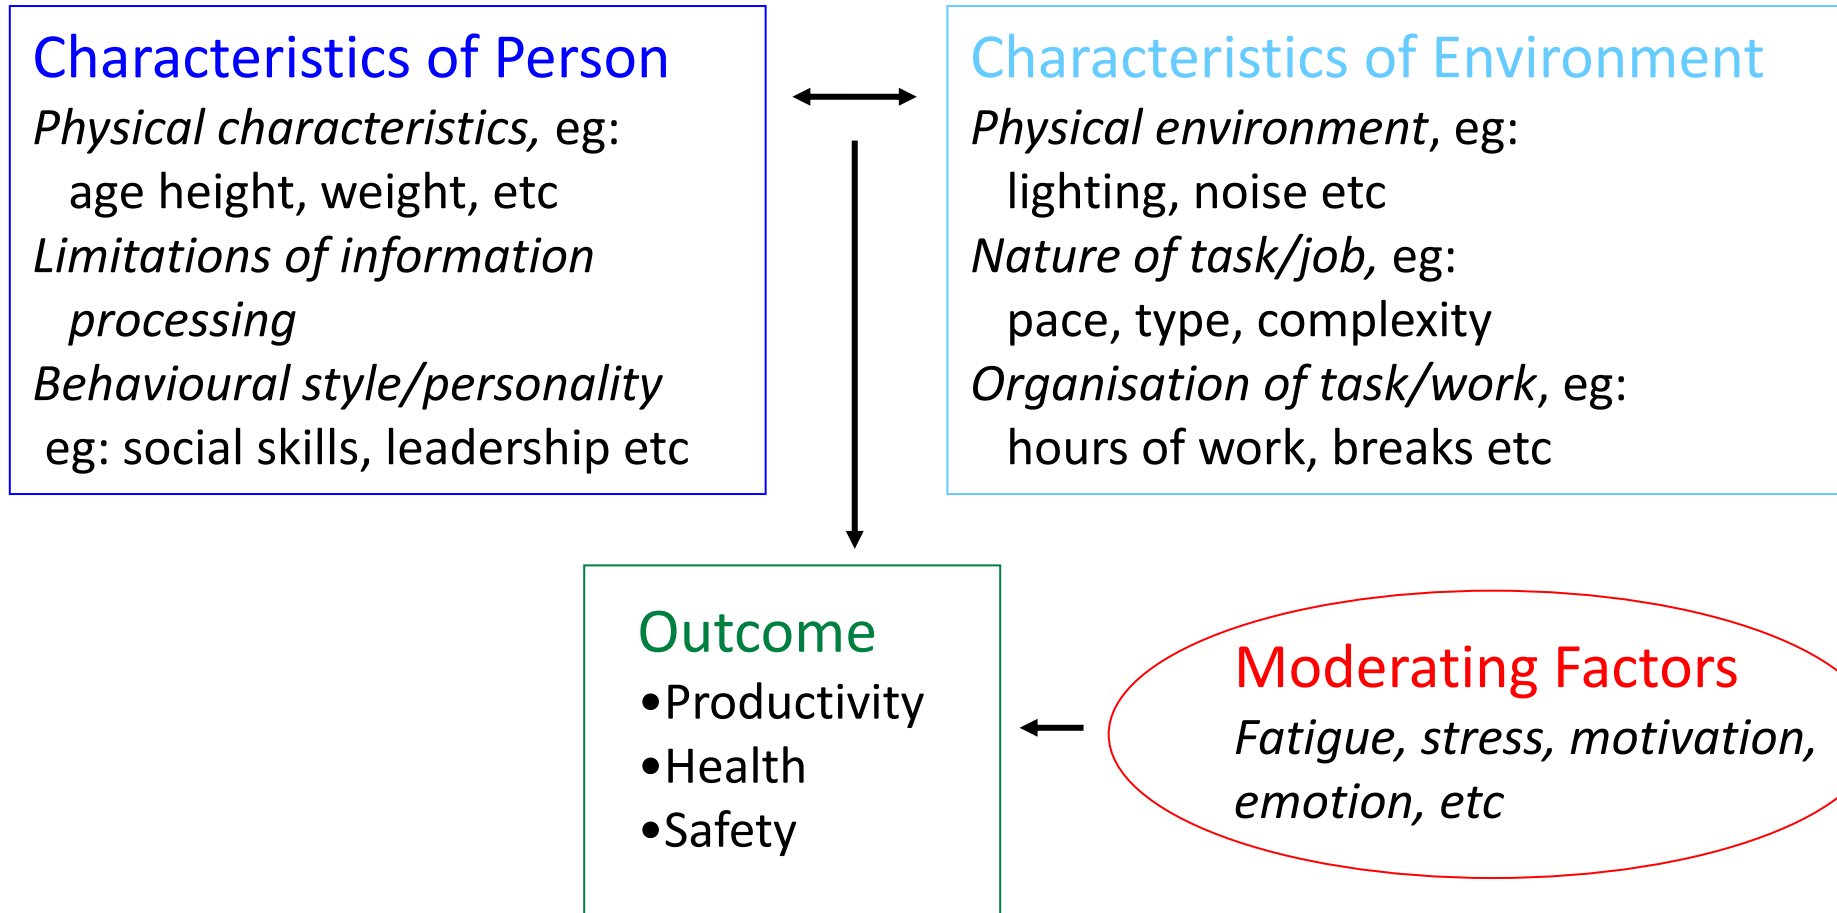 Characteristics of Person
Physical characteristics, eg:
age height, weight, etc
Limitations of information
processing
Behavioural style/personality
eg: social skills, leadership etc
Characteristics of Environment
Physical environment, eg:
lighting, noise etc
Nature of task/job, eg:
pace, type, complexity
Organisation of task/work, eg:
hours of work, breaks etc
Outcome
•Productivity
•Health
•Safety
Moderating Factors
Fatigue, stress, motivation,
emotion, etc